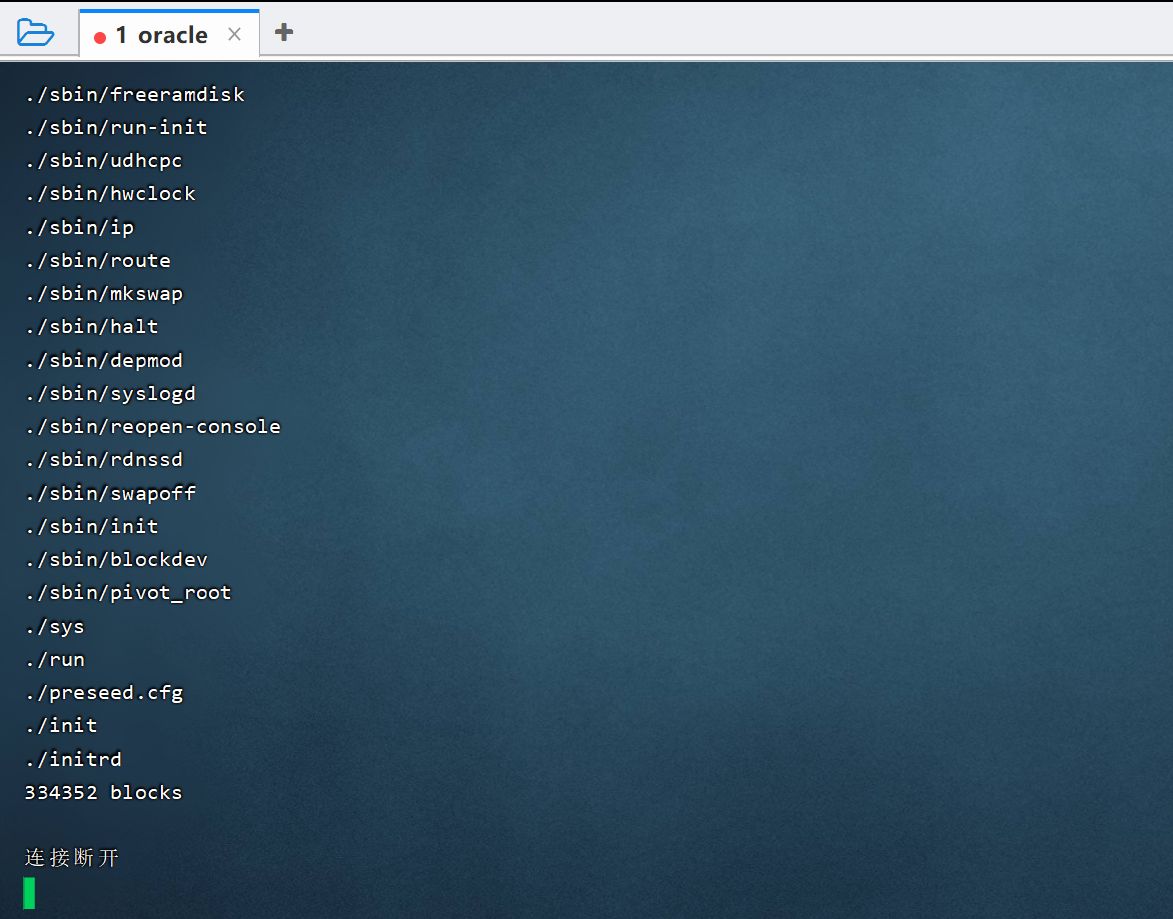 1 oracle
./sbin/freeramdisk
./sbin/run-init
./sbin/udhcpc
./sbin/hwclock
./sbin/ip
./sbin/route
./sbin/mkswap
./sbin/halt
./sbin/depmod
./sbin/syslogd
./sbin/reopen-console
./sbin/rdnssd
./sbin/swapoff
./sbin/init
./sbin/blockdev
./sbin/pivot_root
./sys
./run
./preseed.cfg
./init
./initrd
334352 blocks
连接断开